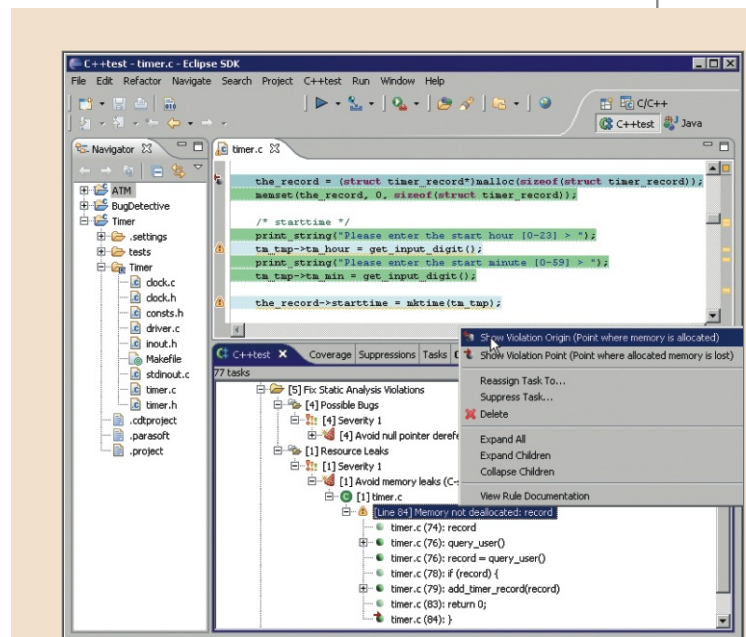 C++test - timer.c - Eclipse SDK
File Edit Refactor Navigate Search Project C++test Run Window Help
C/C++
C++test Java
Navigator
ATM
BugDetective
Timer
.settings
tests
Timer
clock.c
clock.h
consts.h
driver.c
inout.h
Makefile
stdinout.c
timer.c
timer.h
.cdtproject
.parasoft
.project
timer.c
the_record = (struct timer_record*)malloc(sizeof(struct timer_record));
memset(the_record, 0, sizeof(struct timer_record));
/* starttime */
print_string("Please enter the start hour [0-23] > ");
tm_tmp->tm_hour = get_input_digit();
print_string("Please enter the start minute [0-59] > ");
tm_tmp->tm_min = get_input_digit();
the_record->starttime = mktime(tm_tmp);
C++test Coverage Suppressions Tasks
77 tasks
[5] Fix Static Analysis Violations
[4] Possible Bugs
[4] Severity 1
[4] Avoid null pointer derefe
[1] Resource Leaks
[1] Severity 1
[1] Avoid memory leaks (C-s
[1] timer.c
[Line 84] Memory not deallocated: record
timer.c (74): record
timer.c (76): query_user()
timer.c (76): record = query_user()
timer.c (78): if (record) {
timer.c (79): add_timer_record(record)
timer.c (83): return 0;
timer.c (84): }
Show Violation Origin (Point where memory is allocated)
Show Violation Point (Point where allocated memory is lost)
Reassign Task To...
Suppress Task...
Delete
Expand All
Expand Children
Collapse Children
View Rule Documentation